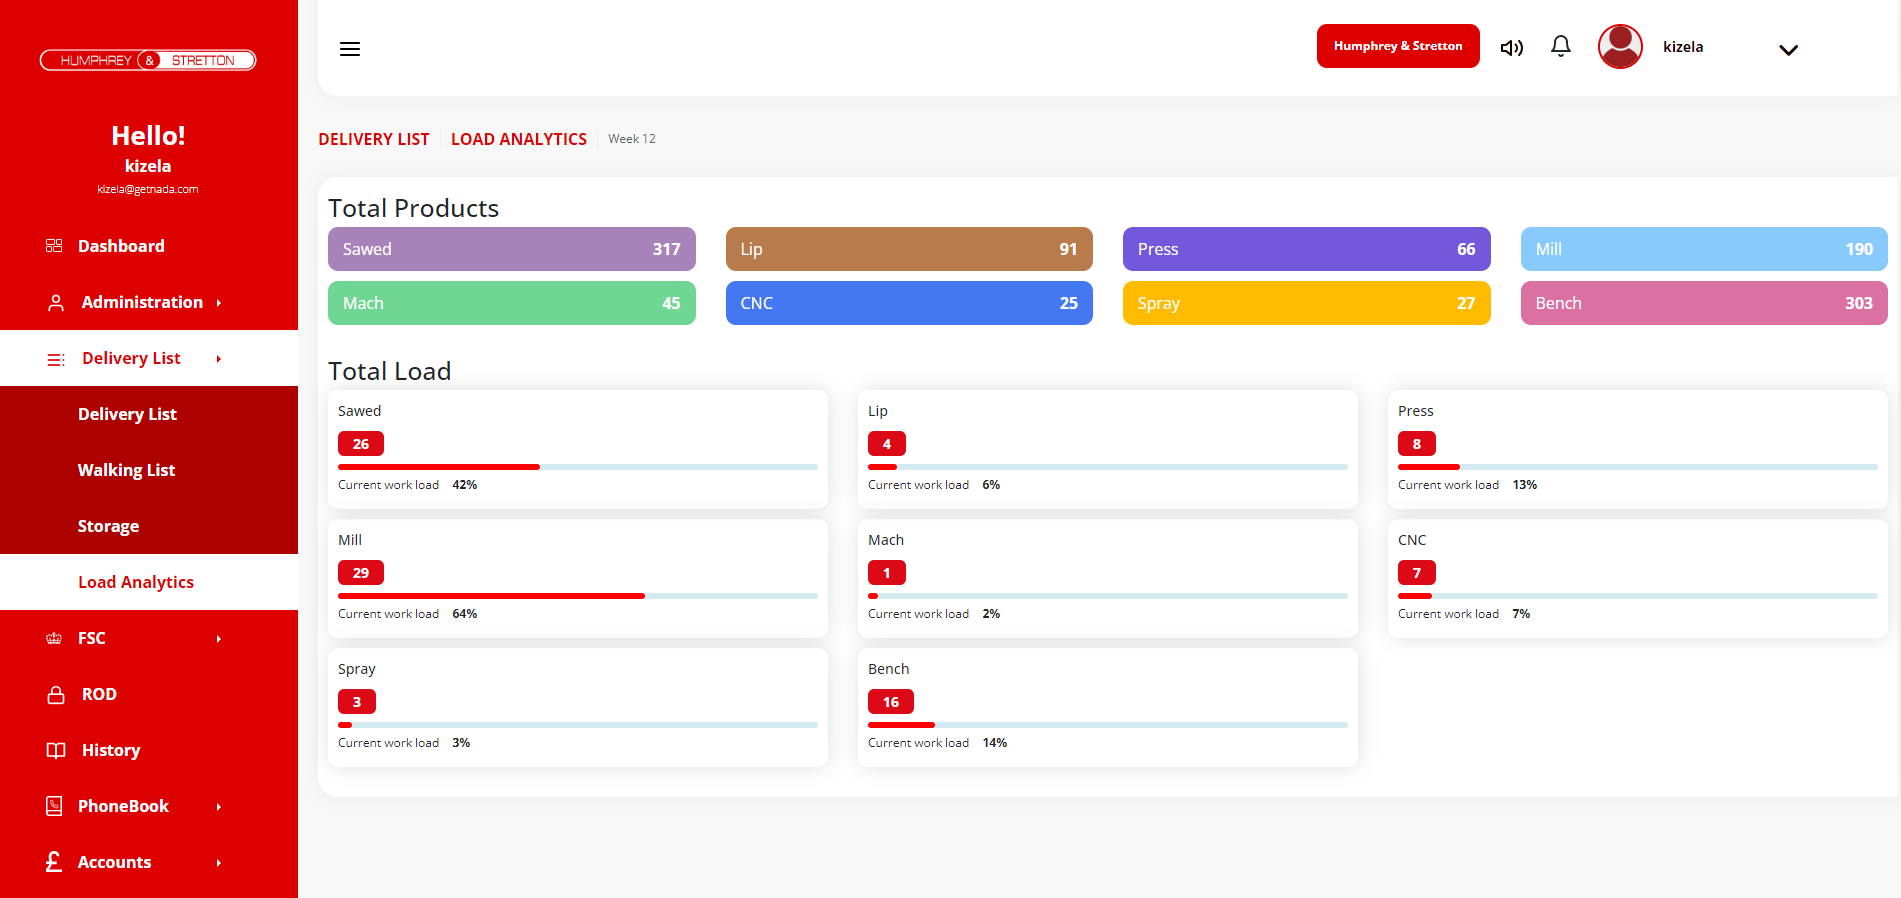 HUMPHREY & STRETTON
Hello!
kizela
kizela@getnada.com
Dashboard
Administration
Delivery List
Delivery List
Walking List
Storage
Load Analytics
FSC
ROD
History
PhoneBook
£ Accounts
Humphrey & Stretton
kizela
DELIVERY LIST LOAD ANALYTICS Week 12
Total Products
Sawed 317
Lip 91
Press 66
Mill 190
Mach 45
CNC 25
Spray 27
Bench 303
Total Load
Sawed
26
Current work load 42%
Lip
4
Current work load 6%
Press
8
Current work load 13%
Mill
29
Current work load 64%
Mach
1
Current work load 2%
CNC
7
Current work load 7%
Spray
3
Current work load 3%
Bench
16
Current work load 14%